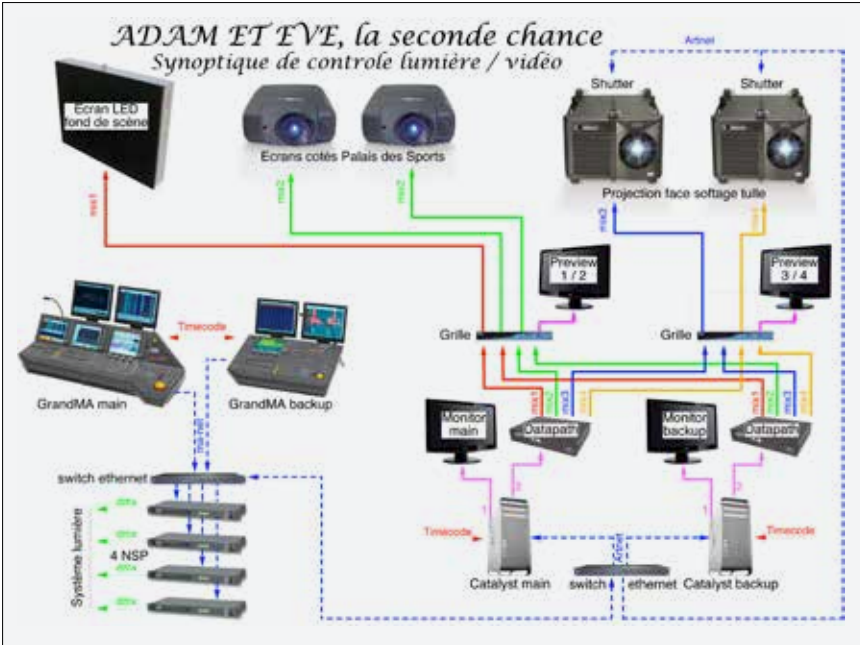 ADAM ET EVE, la seconde chance
Synoptique de controle lumière / vidéo
Artnet
Shutter
Shutter
Ecran LED
fond de scène
Ecrans cotés Palais des Sports
Projection face softage tulle
mix1
mix2
mix2
mix3
mix4
Preview
1 / 2
Preview
3 / 4
Timecode
Grille
Grille
GrandMA main
GrandMA backup
mix1
mix2
mix3
mix4
mix1
mix2
mix3
mix4
Monitor
main
Datapath
Monitor
backup
Datapath
ma-net
switch ethernet
1
2
1
2
dmx
dmx
dmx
dmx
4 NSP
Système lumière
Timecode
Timecode
Artnet
Catalyst main
switch
ethernet
Catalyst backup